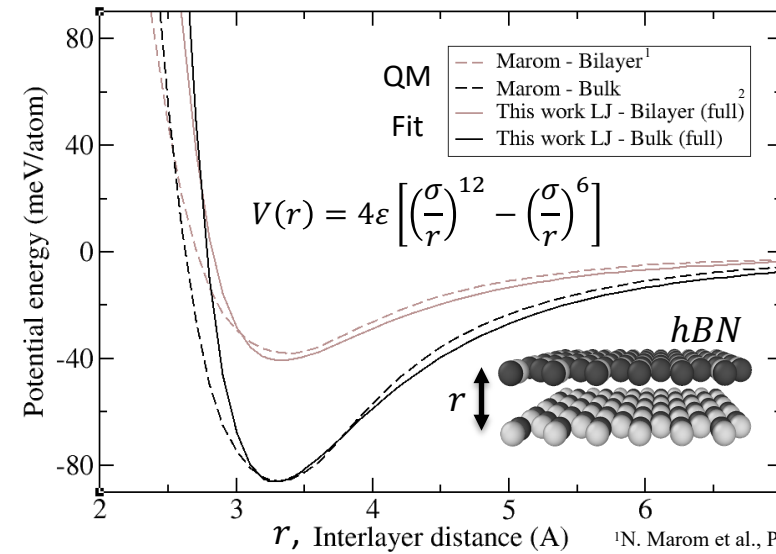 80
40
0
-40
-80
Potential energy (meV/atom)
QM
Fit
Marom - Bilayer¹
Marom - Bulk
This work LJ - Bilayer (full)²
This work LJ - Bulk (full)
V(r) = 4ε[(σ/r)¹² − (σ/r)⁶]
hBN
r
2 3 4 5 6
r, Interlayer distance (A)
¹N. Marom et al., P